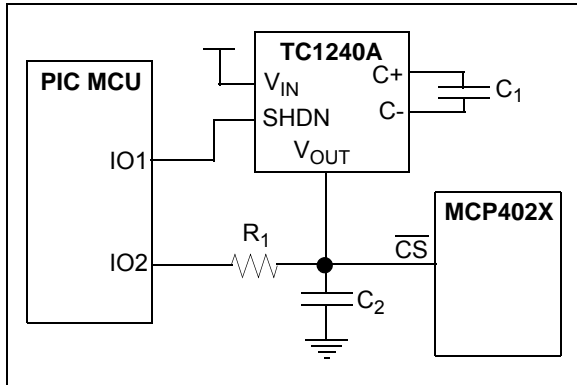 TC1240A
PIC MCU
C+
VIN
C1
SHDN
C-
VOUT
IO1
MCP402X
R1
CS
IO2
C2